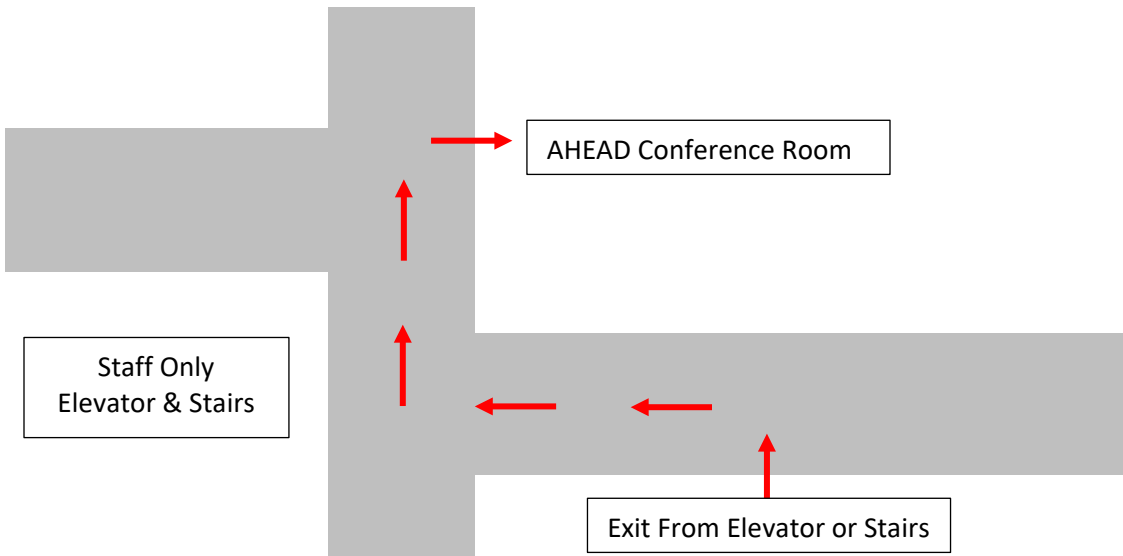 AHEAD Conference Room
Staff Only
Elevator & Stairs
Exit From Elevator or Stairs